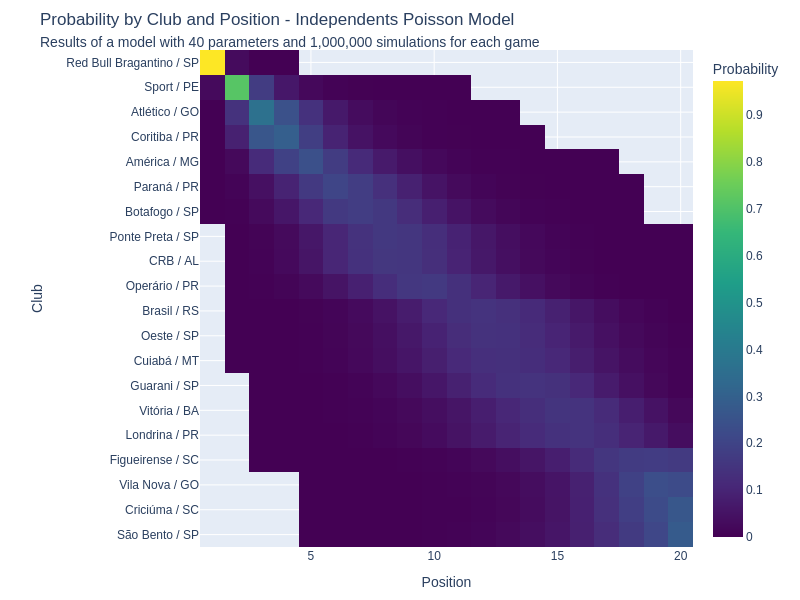 Probability by Club and Position - Independents Poisson Model
Results of a model with 40 parameters and 1,000,000 simulations for each game
Probability
Red Bull Bragantino / SP
Sport / PE
Atlético / GO
Coritiba / PR
América / MG
Paraná / PR
Botafogo / SP
Ponte Preta / SP
CRB / AL
Operário / PR
Brasil / RS
Oeste / SP
Cuiabá / MT
Guarani / SP
Vitória / BA
Londrina / PR
Figueirense / SC
Vila Nova / GO
Criciúma / SC
São Bento / SP
Club
5
10
15
20
Position
0.9
0.8
0.7
0.6
0.5
0.4
0.3
0.2
0.1
0